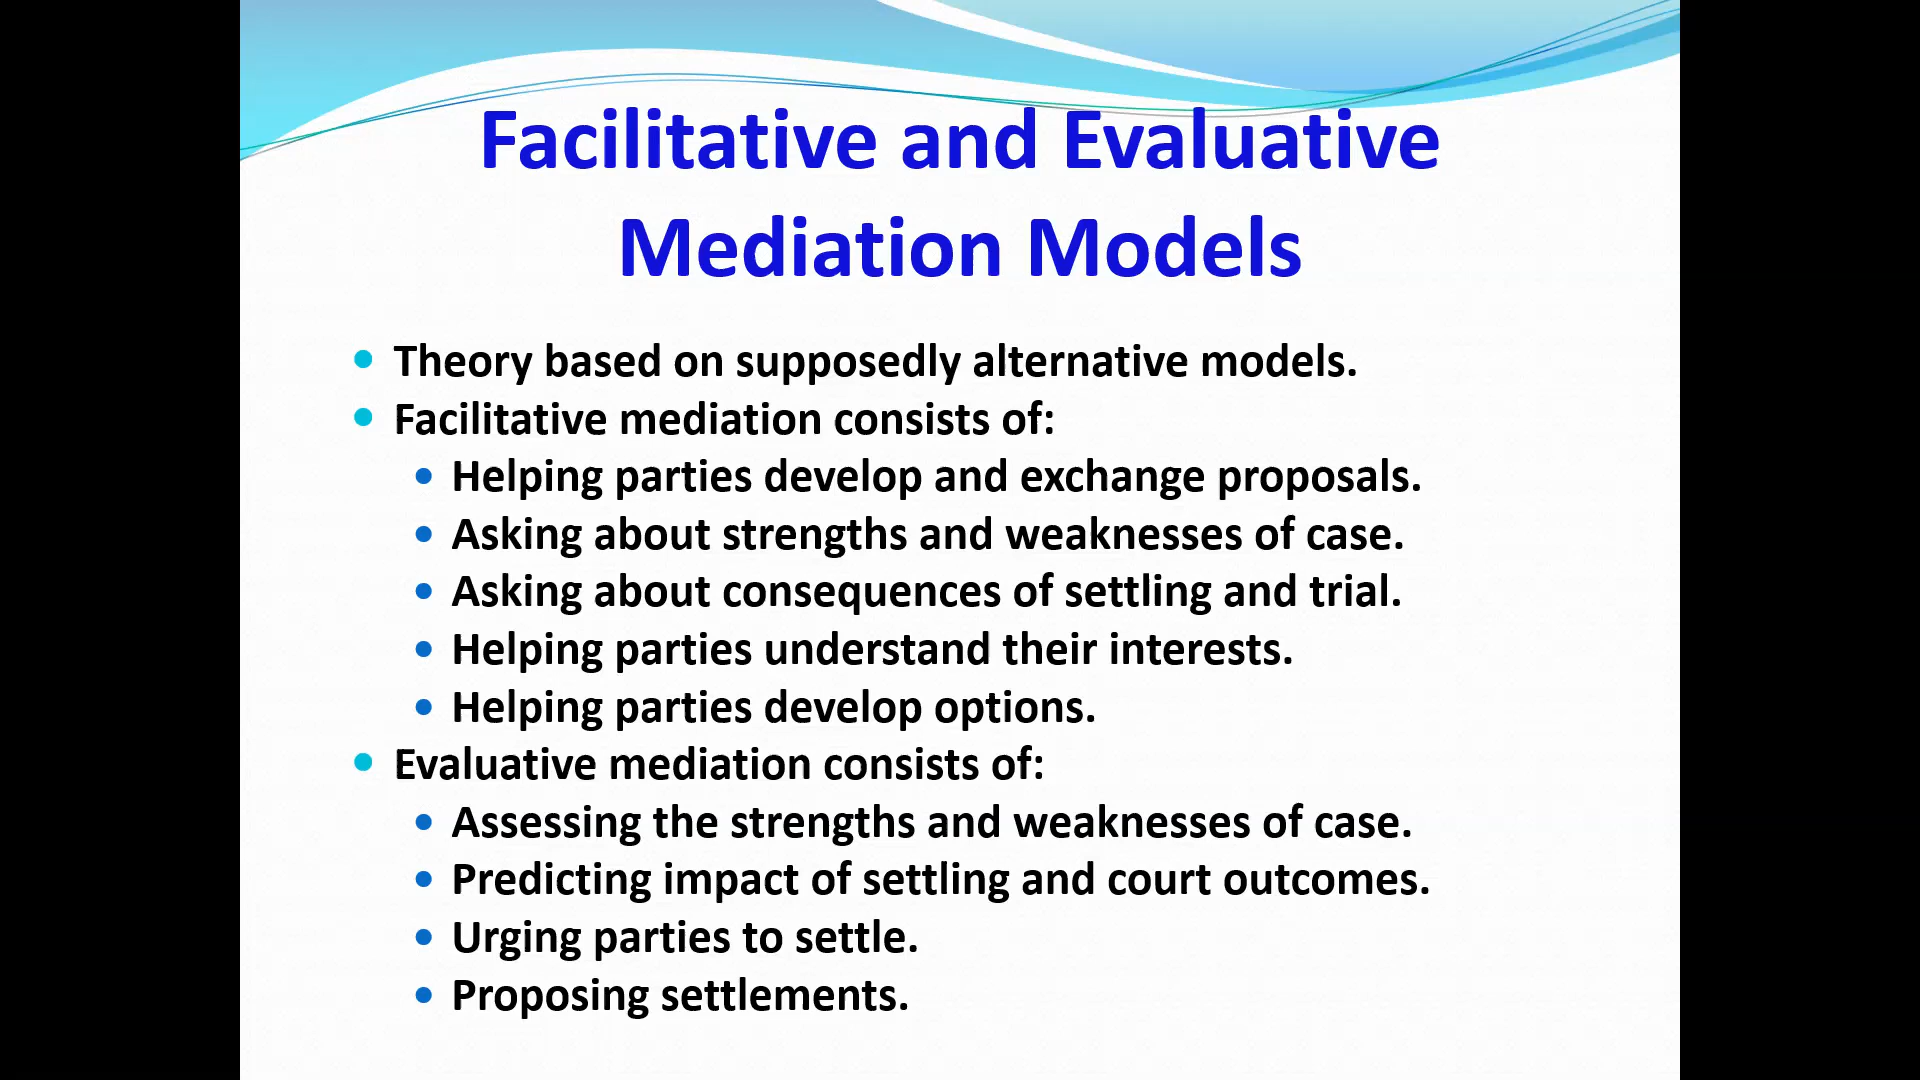 Facilitative and Evaluative
Mediation Models
Theory based on supposedly alternative models.
Facilitative mediation consists of:
Helping parties develop and exchange proposals.
Asking about strengths and weaknesses of case.
Asking about consequences of settling and trial.
Helping parties understand their interests.
Helping parties develop options.
Evaluative mediation consists of:
Assessing the strengths and weaknesses of case.
Predicting impact of settling and court outcomes.
Urging parties to settle.
Proposing settlements.